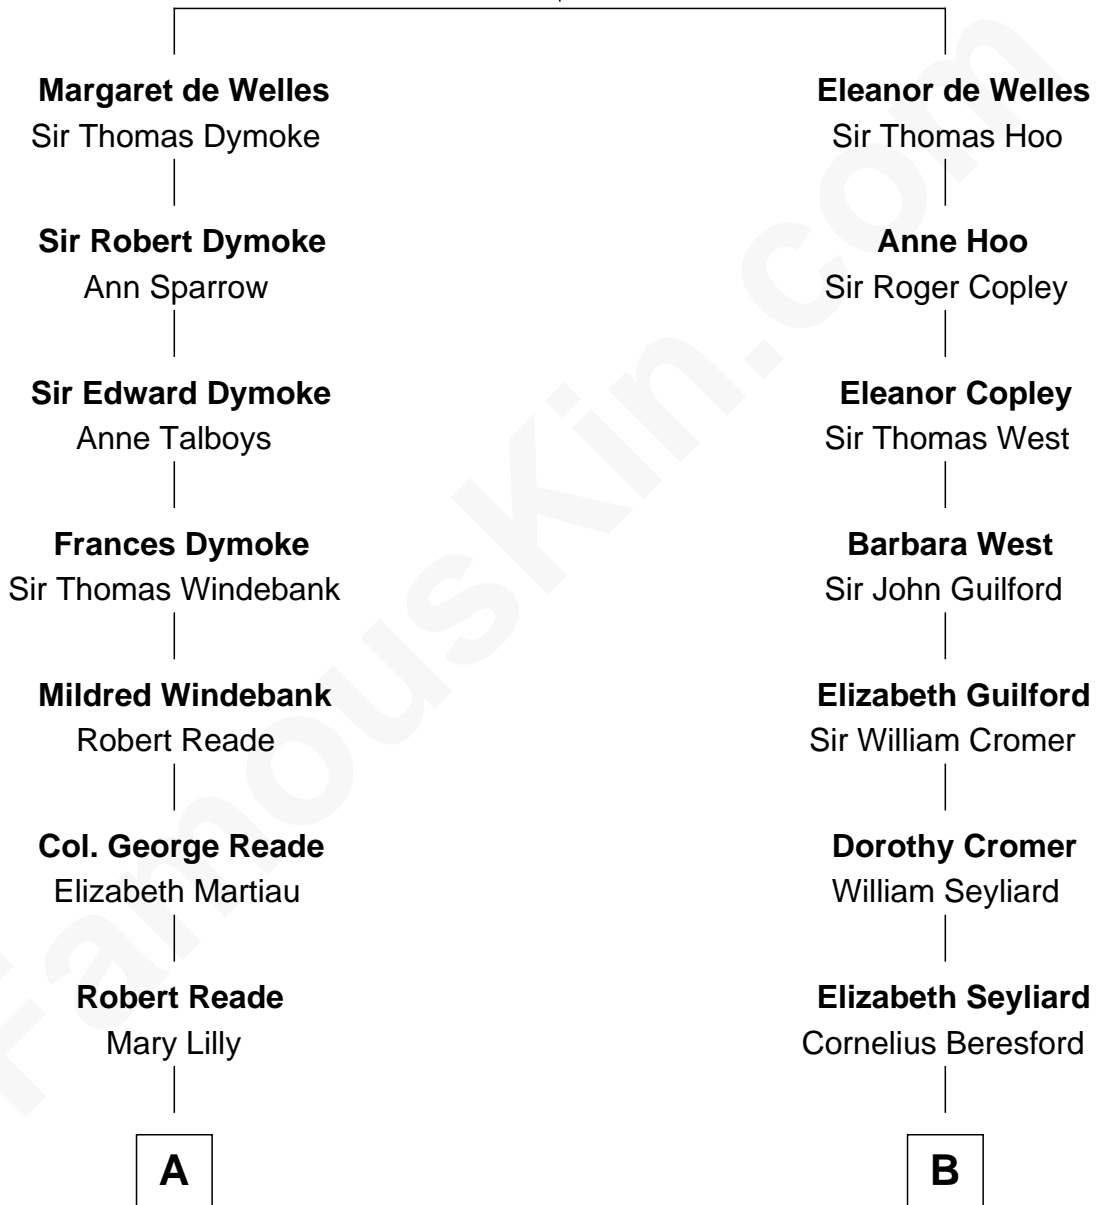 Margaret de Welles
Sir Thomas Dymoke
Sir Robert Dymoke
Ann Sparrow
Sir Edward Dymoke
Anne Talboys
Frances Dymoke
Sir Thomas Windebank
Mildred Windebank
Robert Reade
Col. George Reade
Elizabeth Martiau
Robert Reade
Mary Lilly
A
Eleanor de Welles
Sir Thomas Hoo
Anne Hoo
Sir Roger Copley
Eleanor Copley
Sir Thomas West
Barbara West
Sir John Guilford
Elizabeth Guilford
Sir William Cromer
Dorothy Cromer
William Seyliard
Elizabeth Seyliard
Cornelius Beresford
B
FamousKin.com